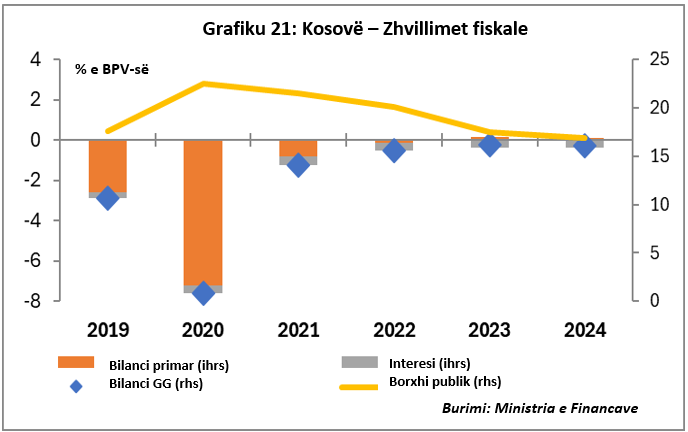 Grafiku 21: Kosovë – Zhvillimet fiskale
% e BPV-së
4
2
0
-2
-4
-6
-8
25
20
15
10
5
0
2019 2020 2021 2022 2023 2024
Bilanci primar (ihrs) Interesi (ihrs)
Bilanci GG (rhs) Borxhi publik (rhs)
Burimi: Ministria e Financave